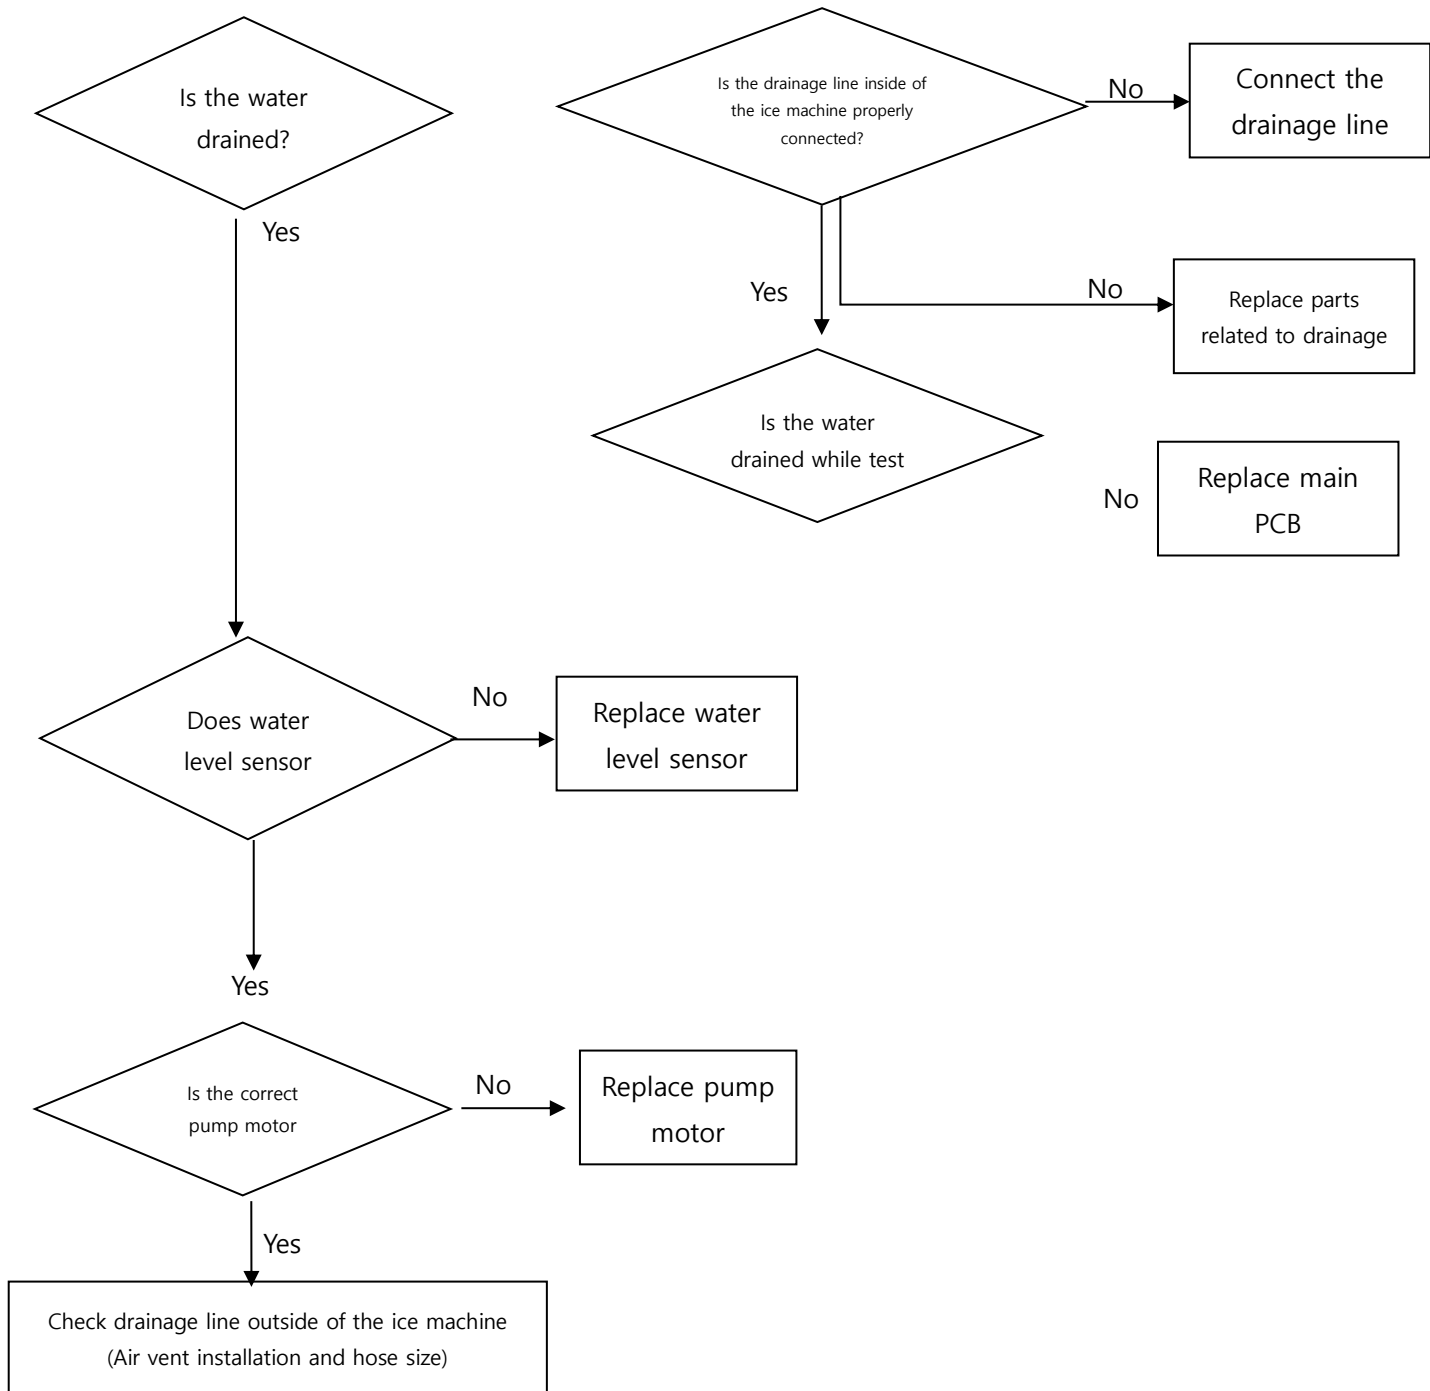 Is the water
drained?
Yes
Is the drainage line inside of
the ice machine properly
connected?
No
Connect the
drainage line
Yes
No
Replace parts
related to drainage
Is the water
drained while test
No
Replace main
PCB
Does water
level sensor
No
Replace water
level sensor
Yes
Is the correct
pump motor
No
Replace pump
motor
Yes
Check drainage line outside of the ice machine
(Air vent installation and hose size)